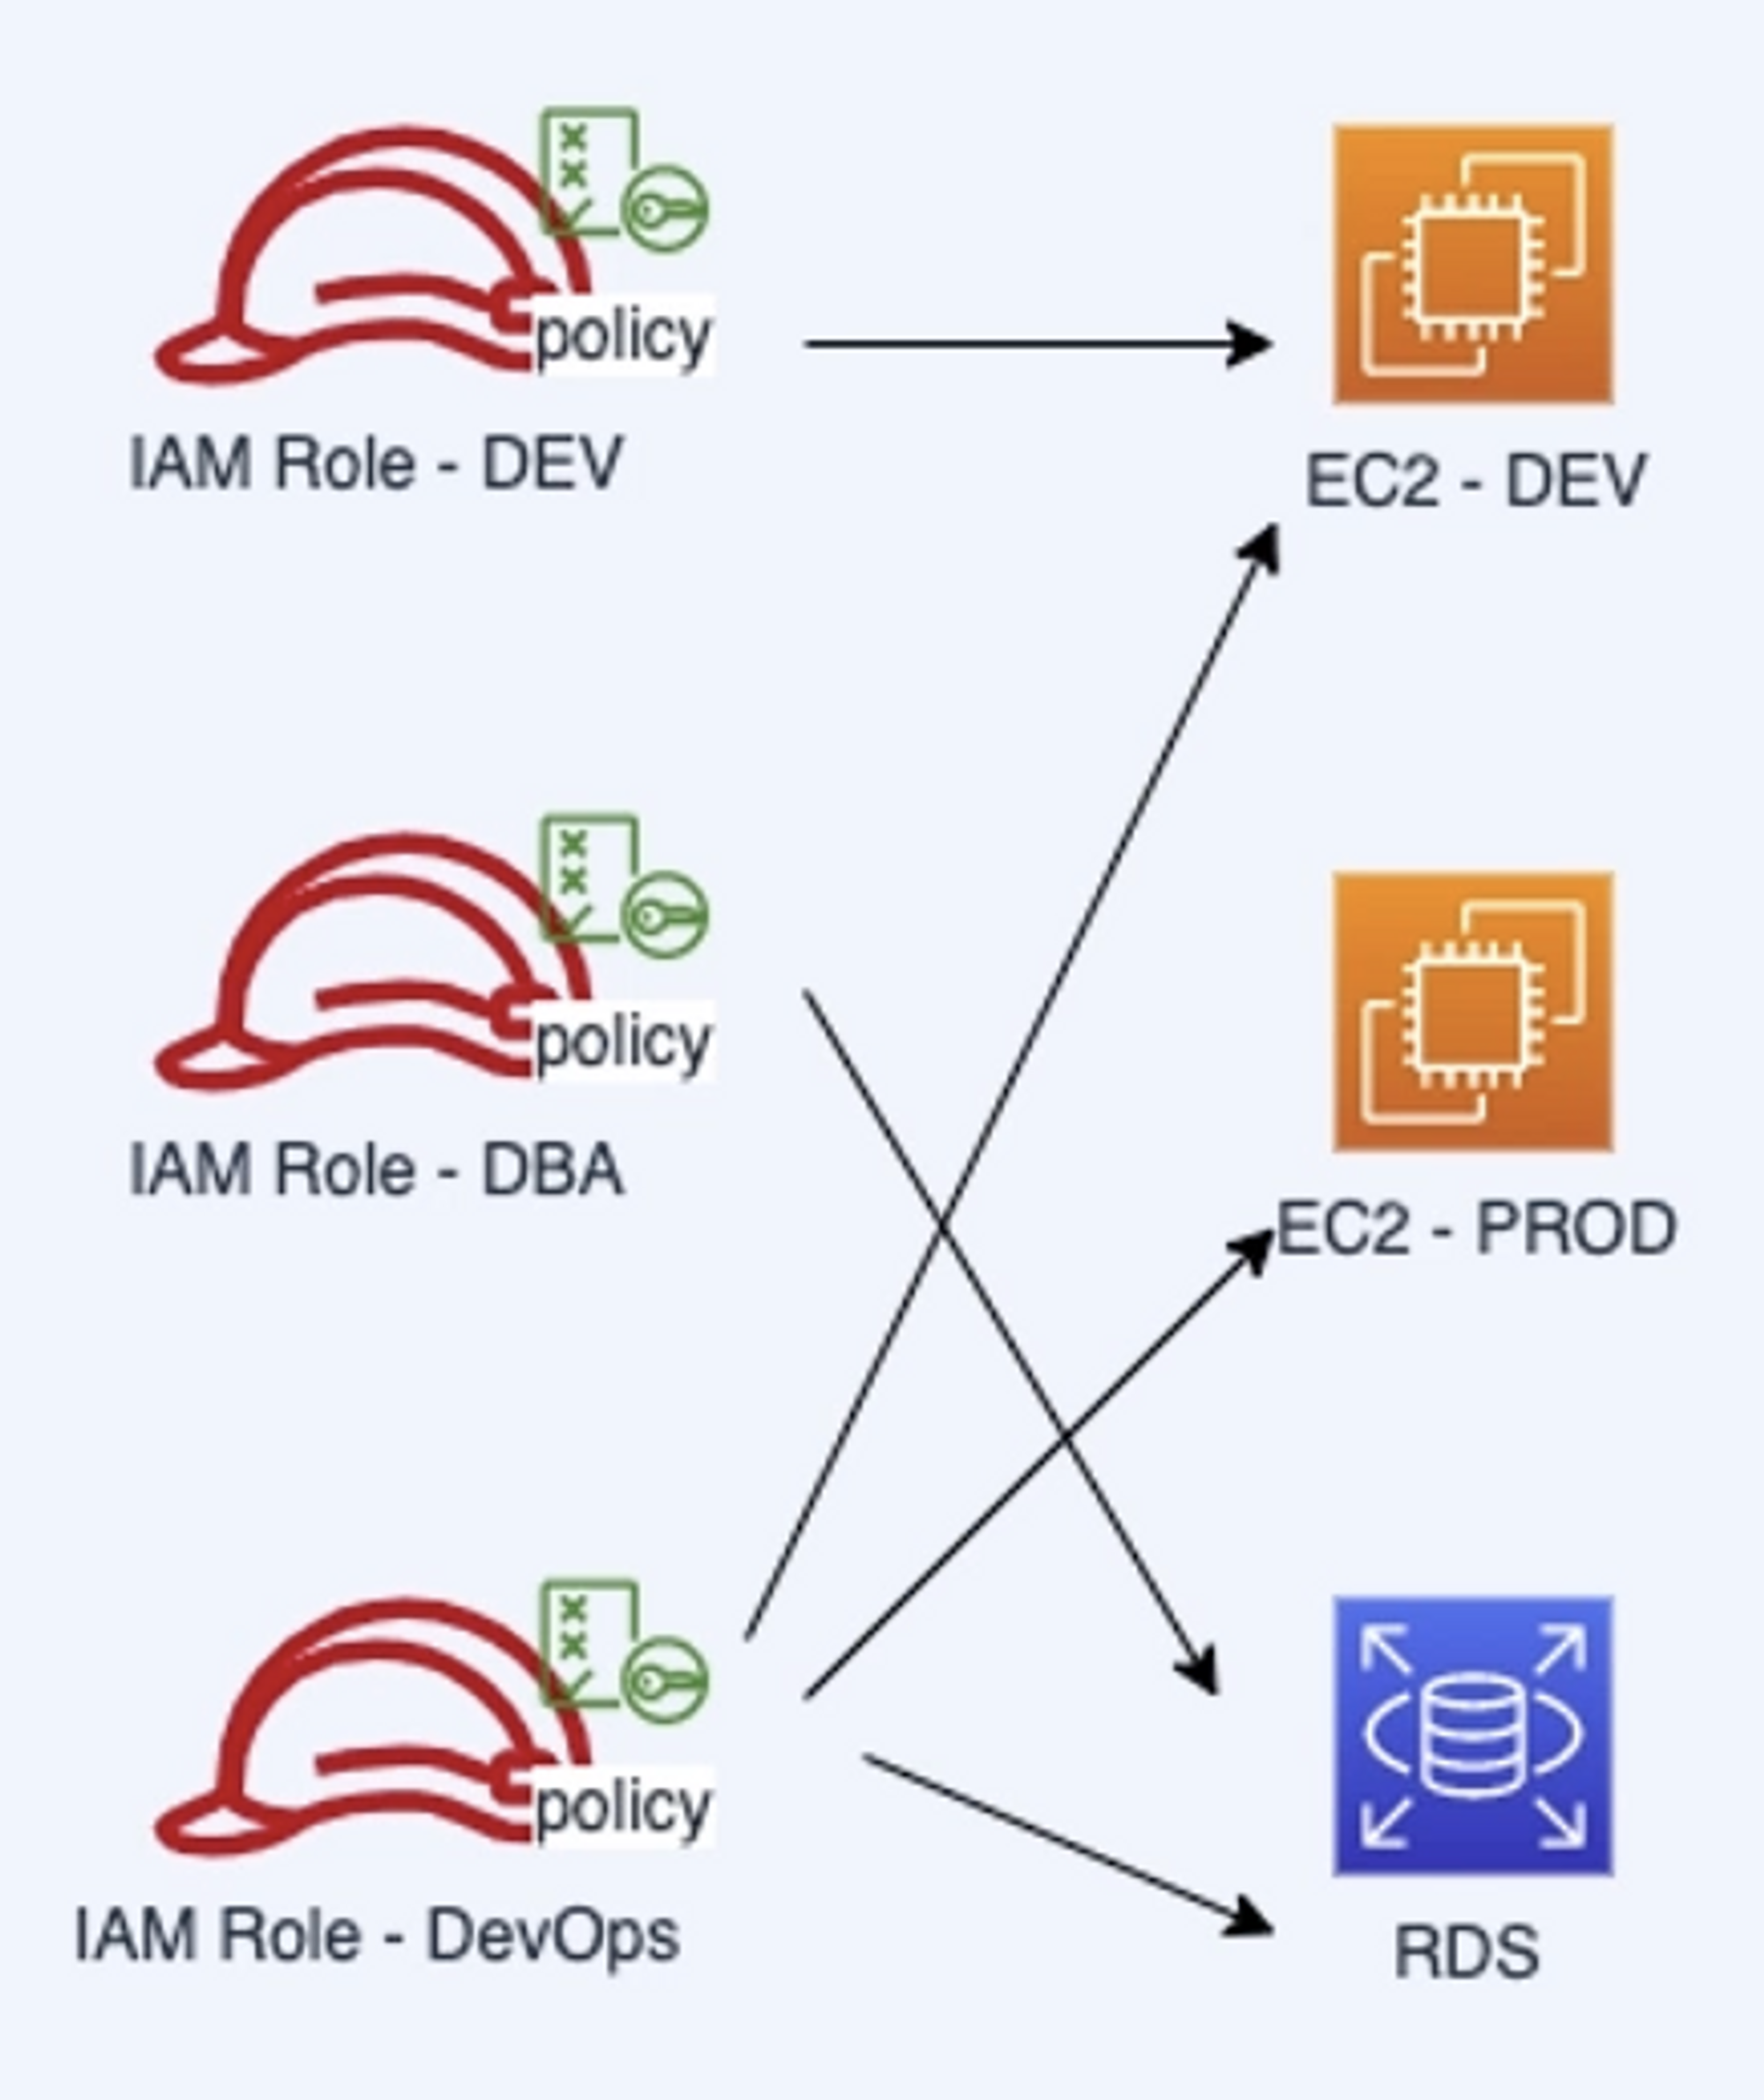 policy
IAM Role - DEV
EC2 - DEV
policy
IAM Role - DBA
EC2 - PROD
policy
IAM Role - DevOps
RDS